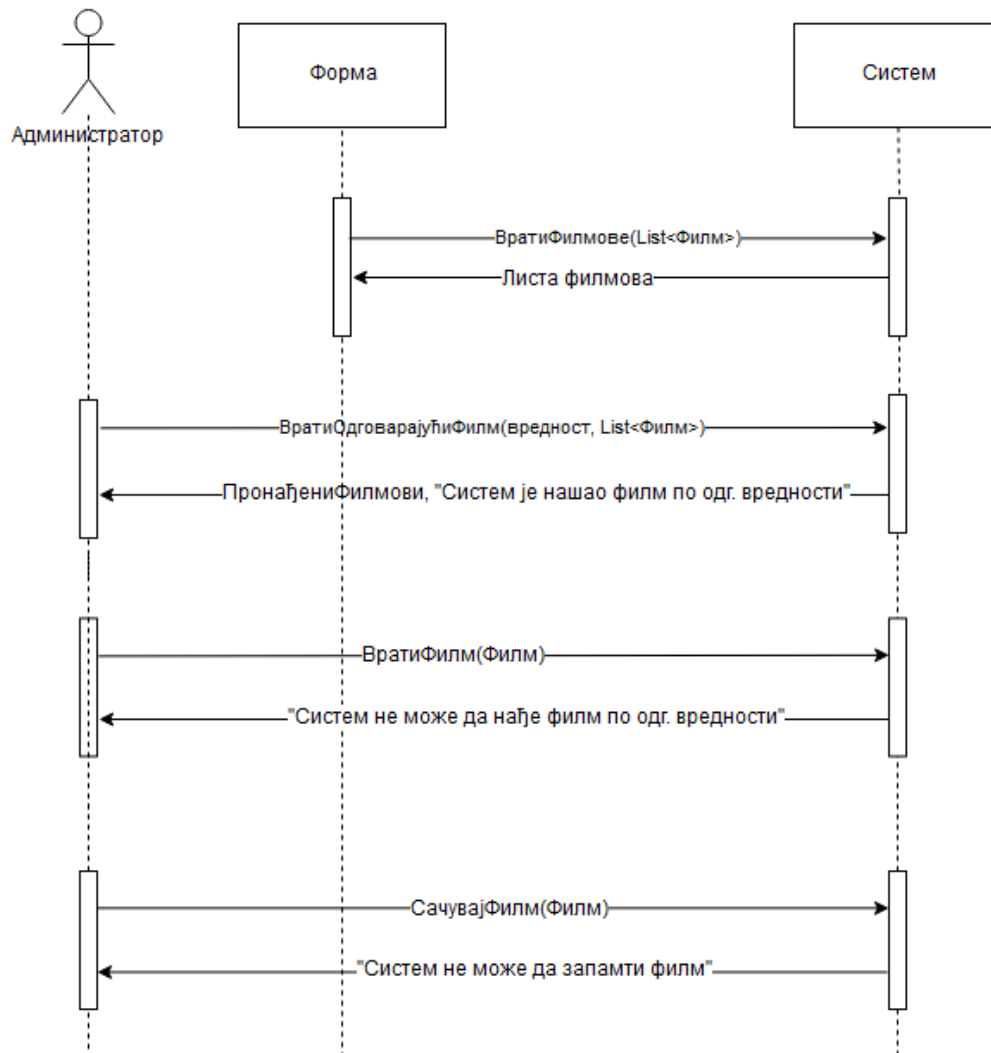 Форма
Систем
Администратор
ВратиФилмове(List<Филм>)
Листа филмова
ВратиОдговарајућиФилм(вредност, List<Филм>)
ПронађениФилмови, "Систем је нашао филм по одг. вредности"
ВратиФилм(Филм)
"Систем не може да нађе филм по одг. вредности"
СачувајФилм(Филм)
"Систем не може да запамти филм"